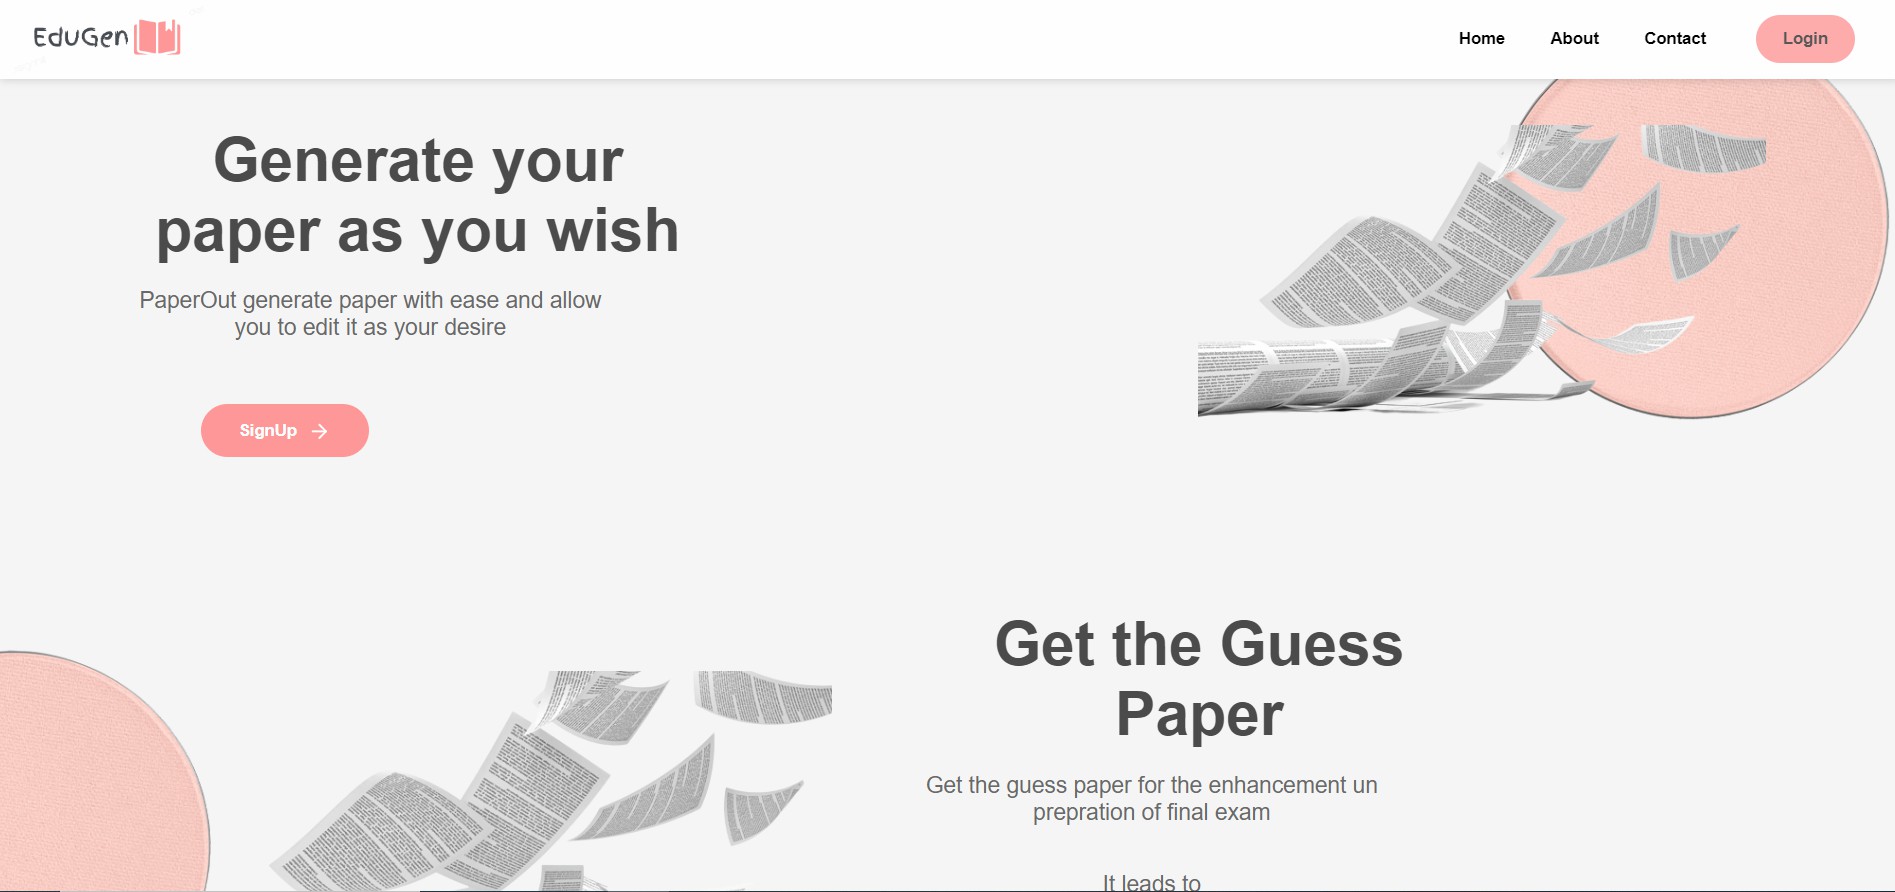 EduGen
Home
About
Contact
Login
Generate your
paper as you wish
PaperOut generate paper with ease and allow
you to edit it as your desire
SignUp
Get the Guess
Paper
Get the guess paper for the enhancement un
prepration of final exam
It leads to